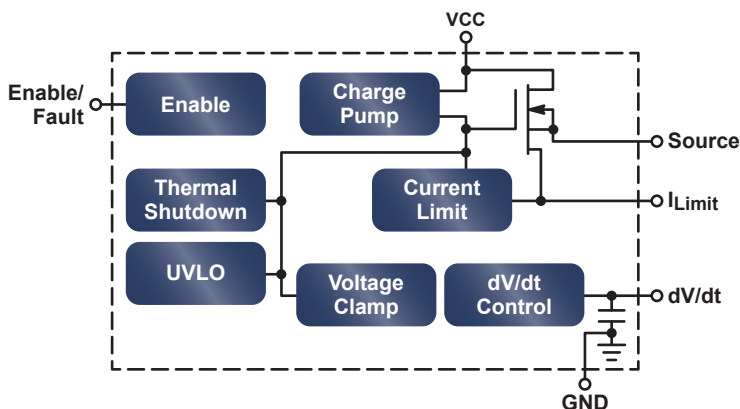 VCC
Enable/
Fault
Enable
Charge
Pump
Source
Thermal
Shutdown
Current
Limit
ILimit
UVLO
Voltage
Clamp
dV/dt
Control
dV/dt
GND